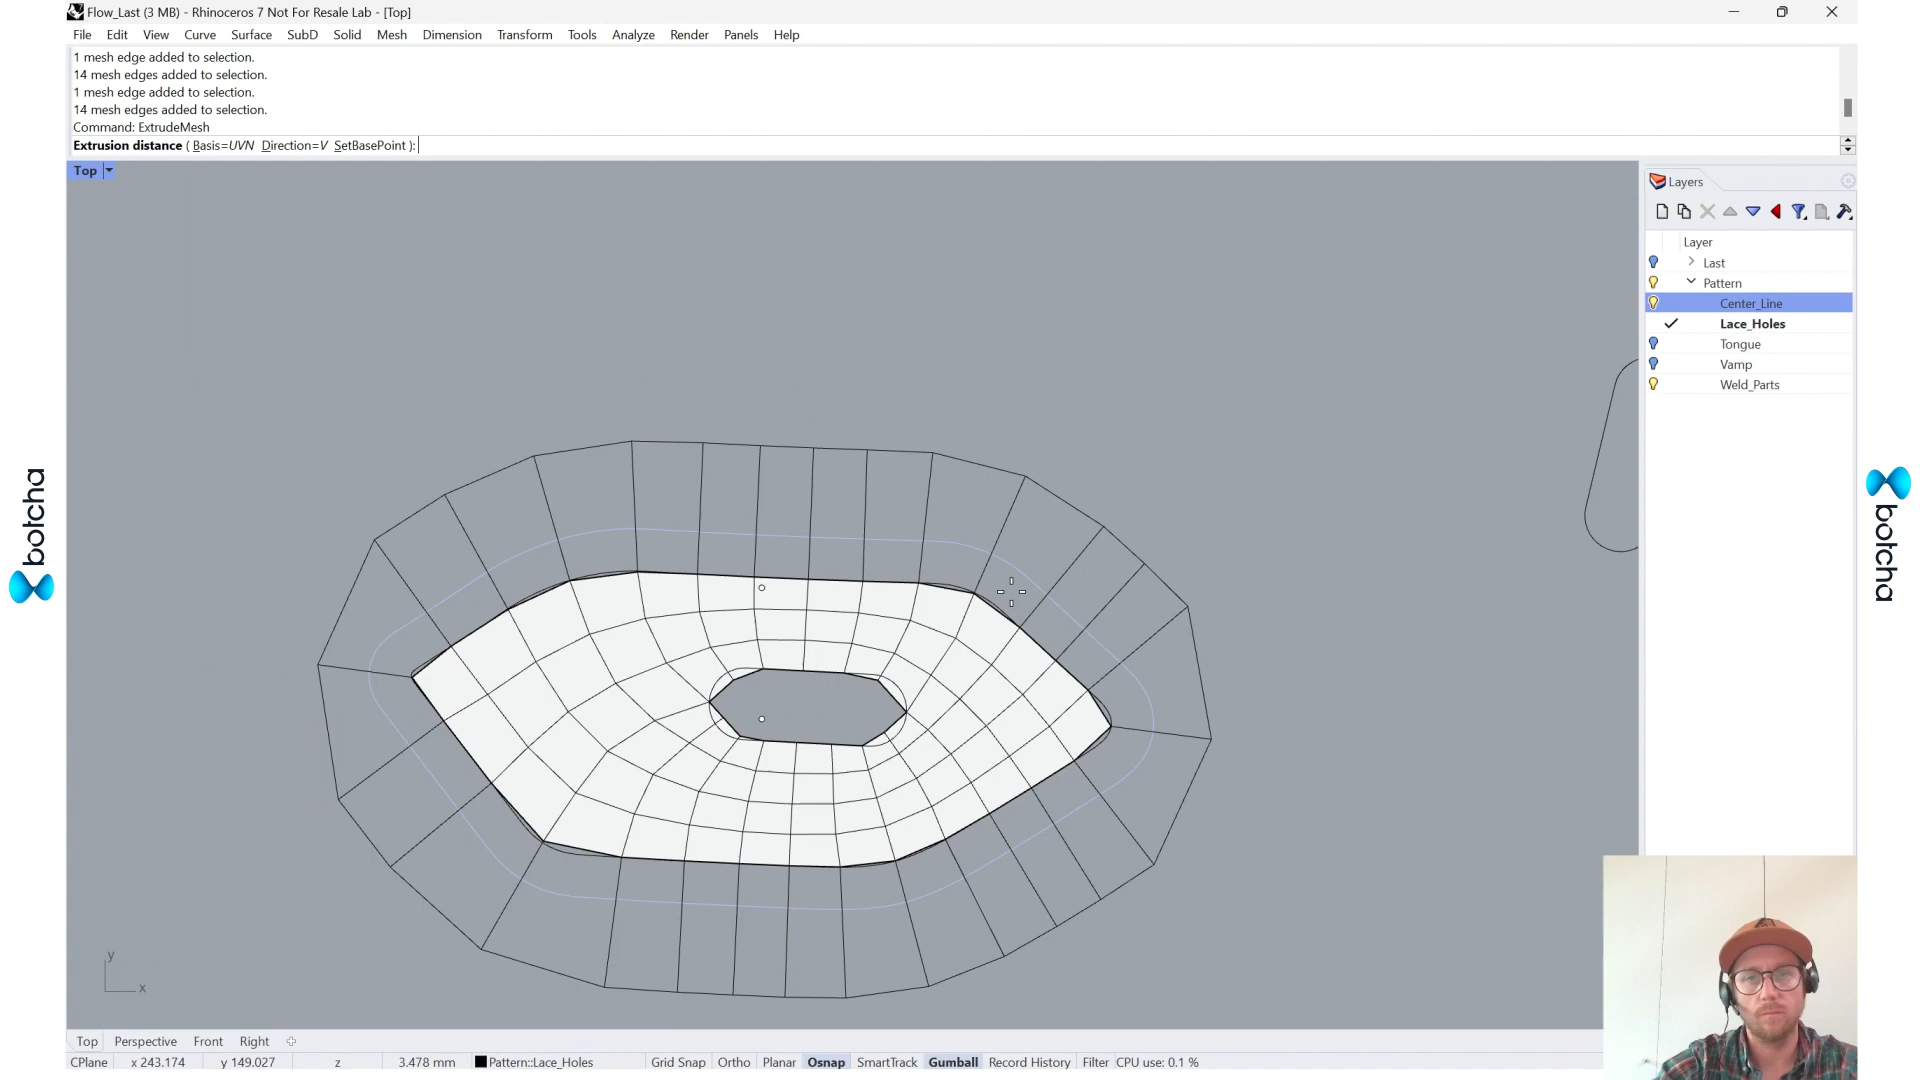 Flow_Last (3 MB) - Rhinoceros 7 Not For Resale Lab - [Top]
File Edit View Curve Surface SubD Solid Mesh Dimension Transform Tools Analyze Render Panels Help
1 mesh edge added to selection.
14 mesh edges added to selection.
1 mesh edge added to selection.
14 mesh edges added to selection.
Command: ExtrudeMesh
Extrusion distance ( Basis=UVN Direction=V SetBasePoint ):
Top
Layers
Layer
Last
Pattern
Center_Line
Lace_Holes
Tongue
Vamp
Weld_Parts
botcha
botcha
y
x
Top Perspective Front Right
CPlane x 243.174 y 149.027 z 3.478 mm Pattern::Lace_Holes Grid Snap Ortho Planar Osnap SmartTrack Gumball Record History Filter CPU use: 0.1 %